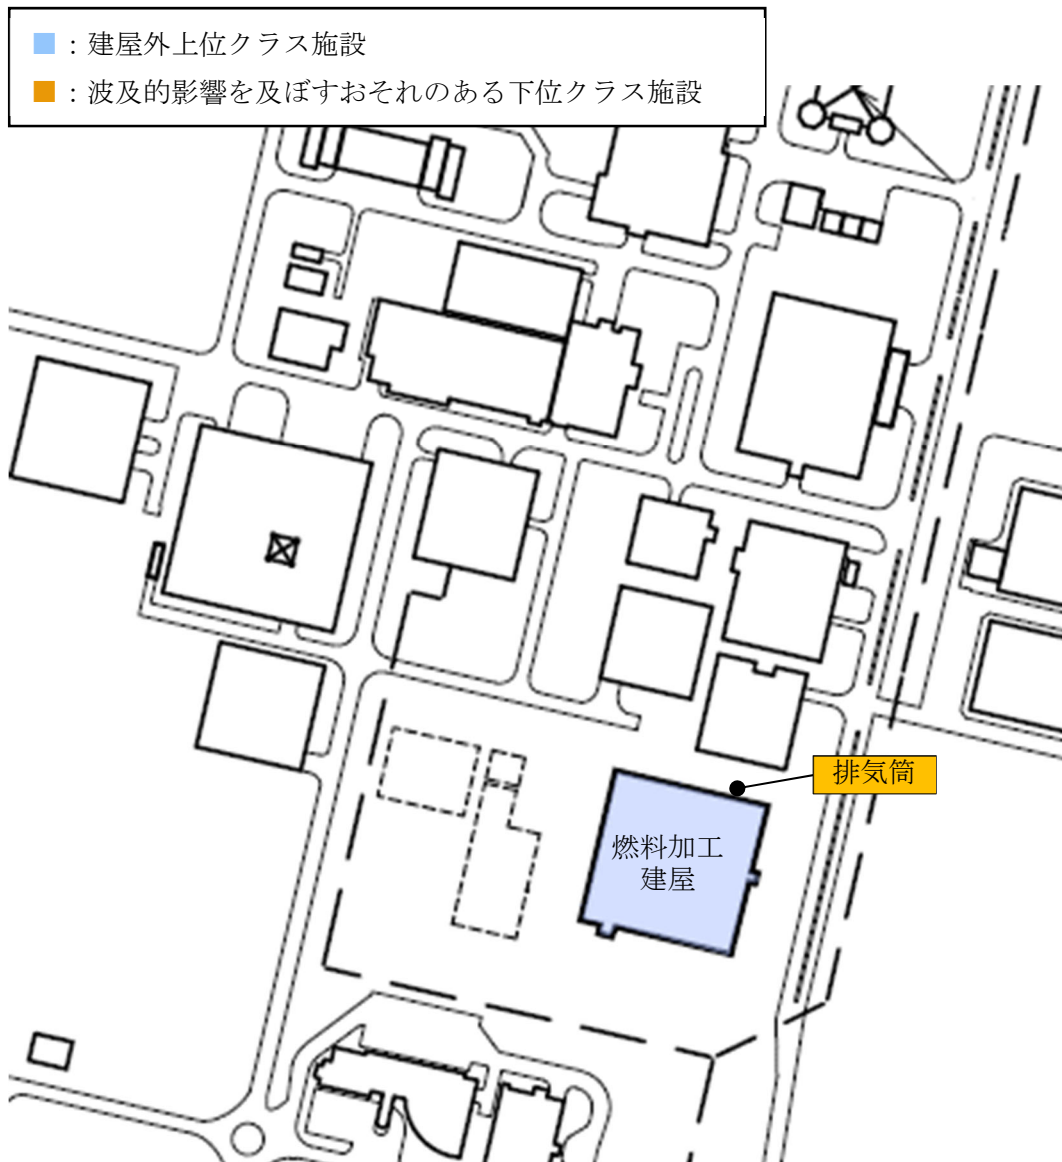 ：建屋外上位クラス施設
：波及的影響を及ぼすおそれのある下位クラス施設
排気筒
燃料加工
建屋